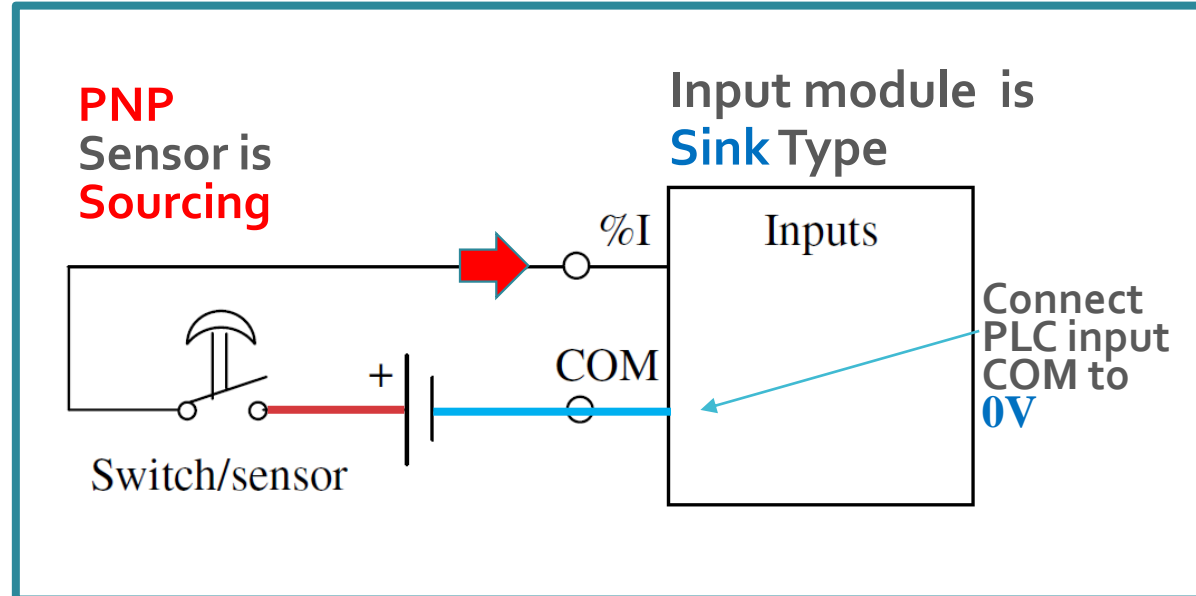 PNP
Sensor is
Sourcing
Input module is
Sink Type
%I
Inputs
+
COM
Switch/sensor
Connect
PLC input
COM to
0V